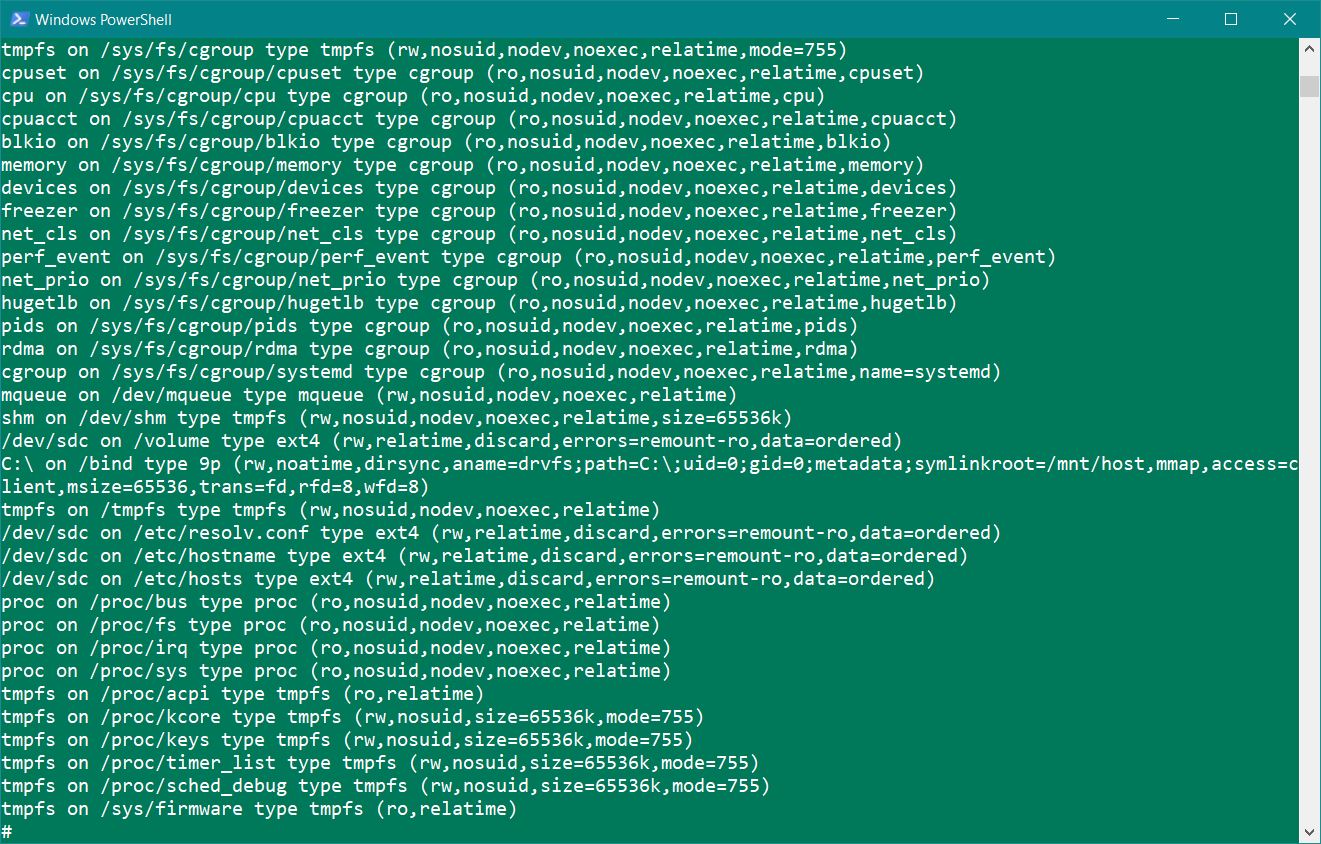 Windows PowerShell
tmpfs on /sys/fs/cgroup type tmpfs (rw,nosuid,nodev,noexec,relatime,mode=755)
cpuset on /sys/fs/cgroup/cpuset type cgroup (ro,nosuid,nodev,noexec,relatime,cpuset)
cpu on /sys/fs/cgroup/cpu type cgroup (ro,nosuid,nodev,noexec,relatime,cpu)
cpuacct on /sys/fs/cgroup/cpuacct type cgroup (ro,nosuid,nodev,noexec,relatime,cpuacct)
blkio on /sys/fs/cgroup/blkio type cgroup (ro,nosuid,nodev,noexec,relatime,blkio)
memory on /sys/fs/cgroup/memory type cgroup (ro,nosuid,nodev,noexec,relatime,memory)
devices on /sys/fs/cgroup/devices type cgroup (ro,nosuid,nodev,noexec,relatime,devices)
freezer on /sys/fs/cgroup/freezer type cgroup (ro,nosuid,nodev,noexec,relatime,freezer)
net_cls on /sys/fs/cgroup/net_cls type cgroup (ro,nosuid,nodev,noexec,relatime,net_cls)
perf_event on /sys/fs/cgroup/perf_event type cgroup (ro,nosuid,nodev,noexec,relatime,perf_event)
net_prio on /sys/fs/cgroup/net_prio type cgroup (ro,nosuid,nodev,noexec,relatime,net_prio)
hugetlb on /sys/fs/cgroup/hugetlb type cgroup (ro,nosuid,nodev,noexec,relatime,hugetlb)
pids on /sys/fs/cgroup/pids type cgroup (ro,nosuid,nodev,noexec,relatime,pids)
rdma on /sys/fs/cgroup/rdma type cgroup (ro,nosuid,nodev,noexec,relatime,rdma)
cgroup on /sys/fs/cgroup/systemd type cgroup (ro,nosuid,nodev,noexec,relatime,name=systemd)
mqueue on /dev/mqueue type mqueue (rw,nosuid,nodev,noexec,relatime)
shm on /dev/shm type tmpfs (rw,nosuid,nodev,noexec,relatime,size=65536k)
/dev/sdc on /volume type ext4 (rw,relatime,discard,errors=remount-ro,data=ordered)
C:\ on /bind type 9p (rw,noatime,dirsync,aname=drvfs;path=C:\;uid=0;gid=0;metadata;symlinkroot=/mnt/host,mmap,access=c
lient,msize=65536,trans=fd,rfd=8,wfd=8)
tmpfs on /tmpfs type tmpfs (rw,nosuid,nodev,noexec,relatime)
/dev/sdc on /etc/resolv.conf type ext4 (rw,relatime,discard,errors=remount-ro,data=ordered)
/dev/sdc on /etc/hostname type ext4 (rw,relatime,discard,errors=remount-ro,data=ordered)
/dev/sdc on /etc/hosts type ext4 (rw,relatime,discard,errors=remount-ro,data=ordered)
proc on /proc/bus type proc (ro,nosuid,nodev,noexec,relatime)
proc on /proc/fs type proc (ro,nosuid,nodev,noexec,relatime)
proc on /proc/irq type proc (ro,nosuid,nodev,noexec,relatime)
proc on /proc/sys type proc (ro,nosuid,nodev,noexec,relatime)
tmpfs on /proc/acpi type tmpfs (ro,relatime)
tmpfs on /proc/kcore type tmpfs (rw,nosuid,size=65536k,mode=755)
tmpfs on /proc/keys type tmpfs (rw,nosuid,size=65536k,mode=755)
tmpfs on /proc/timer_list type tmpfs (rw,nosuid,size=65536k,mode=755)
tmpfs on /proc/sched_debug type tmpfs (rw,nosuid,size=65536k,mode=755)
tmpfs on /sys/firmware type tmpfs (ro,relatime)
#